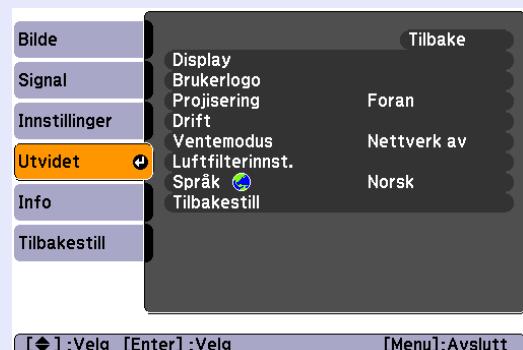 Bilde
Signal
Innstillinger
Utvidet
Info
Tilbakestill
Tilbake
Display
Brukerlogo
Projisering Foran
Drift
Ventemodus Nettverk av
Luftfilterinnst.
Språk Norsk
Tilbakestill
[◆] :Velg [Enter] :Velg [Menu]:Avslutt